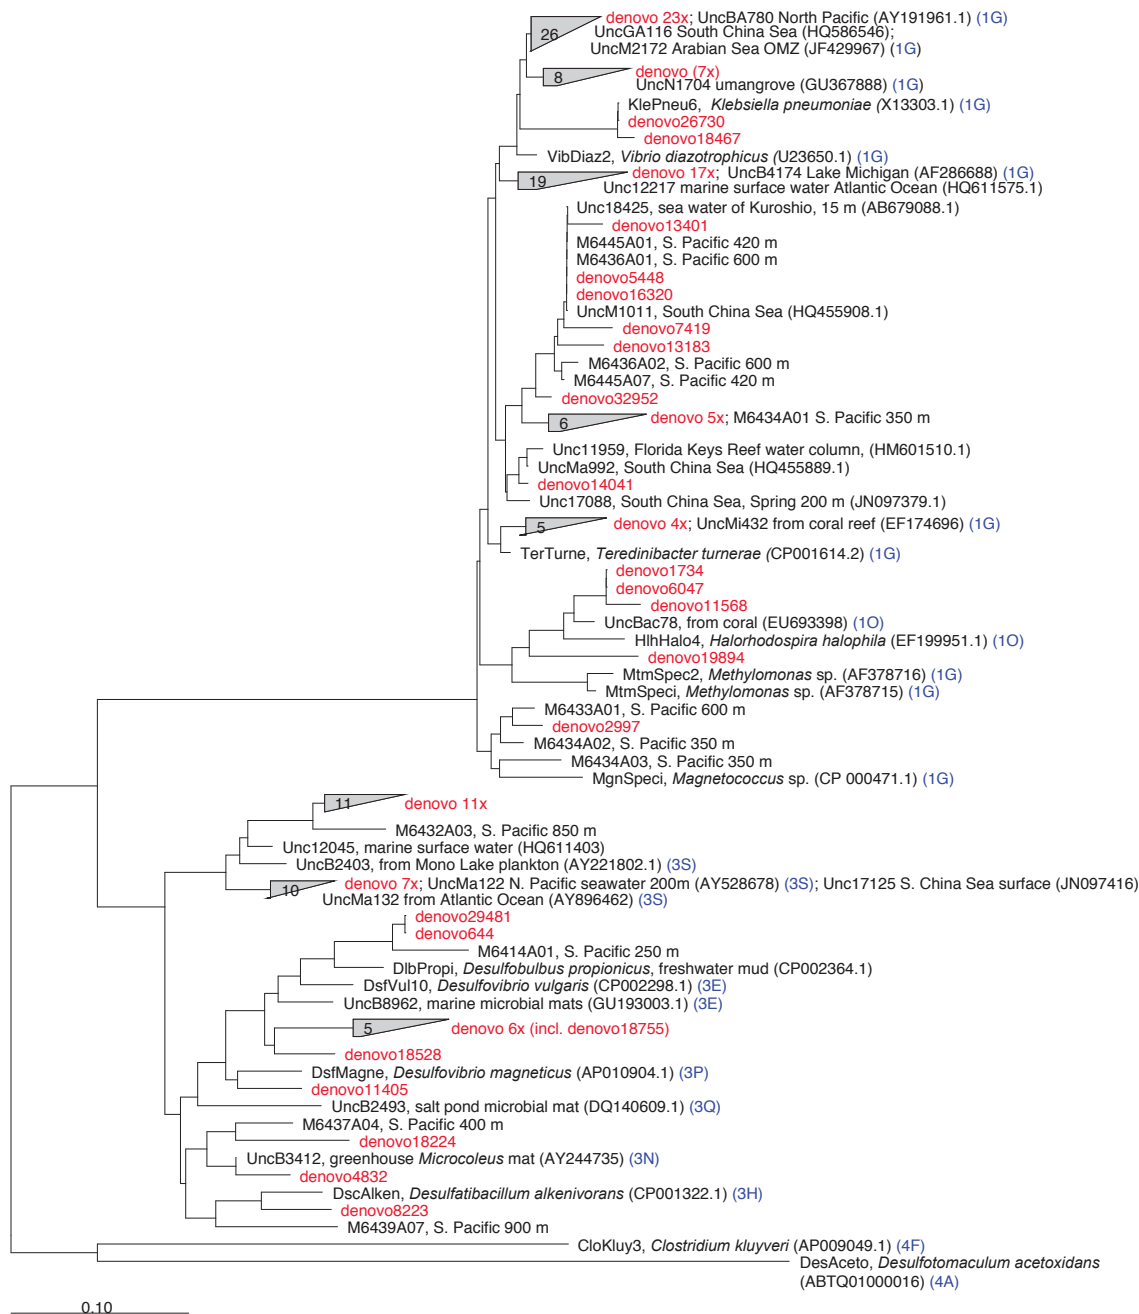 denovo 23x; UncBA780 North Pacific (AY191961.1) (1G)
26
UncGA116 South China Sea (HQ586546);
UncM2172 Arabian Sea OMZ (JF429967) (1G)
denovo (7x)
8
UncN1704 umangrove (GU367888) (1G)
KlePneu6, Klebsiella pneumoniae (X13303.1) (1G)
denovo26730
denovo18467
VibDiaz2, Vibrio diazotrophicus (U23650.1) (1G)
denovo 17x; UncB4174 Lake Michigan (AF286688) (1G)
19
Unc12217 marine surface water Atlantic Ocean (HQ611575.1)
Unc18425, sea water of Kuroshio, 15 m (AB679088.1)
denovo13401
M6445A01, S. Pacific 420 m
M6436A01, S. Pacific 600 m
denovo5448
denovo16320
UncM1011, South China Sea (HQ455908.1)
denovo7419
denovo13183
M6436A02, S. Pacific 600 m
M6445A07, S. Pacific 420 m
denovo32952
6 denovo 5x; M6434A01 S. Pacific 350 m
Unc11959, Florida Keys Reef water column, (HM601510.1)
UncMa992, South China Sea (HQ455889.1)
denovo14041
Unc17088, South China Sea, Spring 200 m (JN097379.1)
5 denovo 4x; UncMi432 from coral reef (EF174696) (1G)
TerTurne, Teredinibacter turnerae (CP001614.2) (1G)
denovo1734
denovo6047
denovo11568
UncBac78, from coral (EU693398) (1O)
HlhHalo4, Halorhodospira halophila (EF199951.1) (1O)
denovo19894
MtmSpec2, Methylomonas sp. (AF378716) (1G)
MtmSpeci, Methylomonas sp. (AF378715) (1G)
M6433A01, S. Pacific 600 m
denovo2997
M6434A02, S. Pacific 350 m
M6434A03, S. Pacific 350 m
MgnSpeci, Magnetococcus sp. (CP 000471.1) (1G)
11 denovo 11x
M6432A03, S. Pacific 850 m
Unc12045, marine surface water (HQ611403)
UncB2403, from Mono Lake plankton (AY221802.1) (3S)
10 denovo 7x; UncMa122 N. Pacific seawater 200m (AY528678) (3S); Unc17125 S. China Sea surface (JN097416)
UncMa132 from Atlantic Ocean (AY896462) (3S)
denovo29481
denovo644
M6414A01, S. Pacific 250 m
DlbPropi, Desulfobulbus propionicus, freshwater mud (CP002364.1)
DsfVul10, Desulfovibrio vulgaris (CP002298.1) (3E)
UncB8962, marine microbial mats (GU193003.1) (3E)
5 denovo 6x (incl. denovo18755)
denovo18528
DsfMagne, Desulfovibrio magneticus (AP010904.1) (3P)
denovo11405
UncB2493, salt pond microbial mat (DQ140609.1) (3Q)
M6437A04, S. Pacific 400 m
denovo18224
UncB3412, greenhouse Microcoleus mat (AY244735) (3N)
denovo4832
DscAlken, Desulfatibacillum alkenivorans (CP001322.1) (3H)
denovo8223
M6439A07, S. Pacific 900 m
CloKluy3, Clostridium kluyveri (AP009049.1) (4F)
DesAceto, Desulfotomaculum acetoxidans
(ABTQ01000016) (4A)
0.10